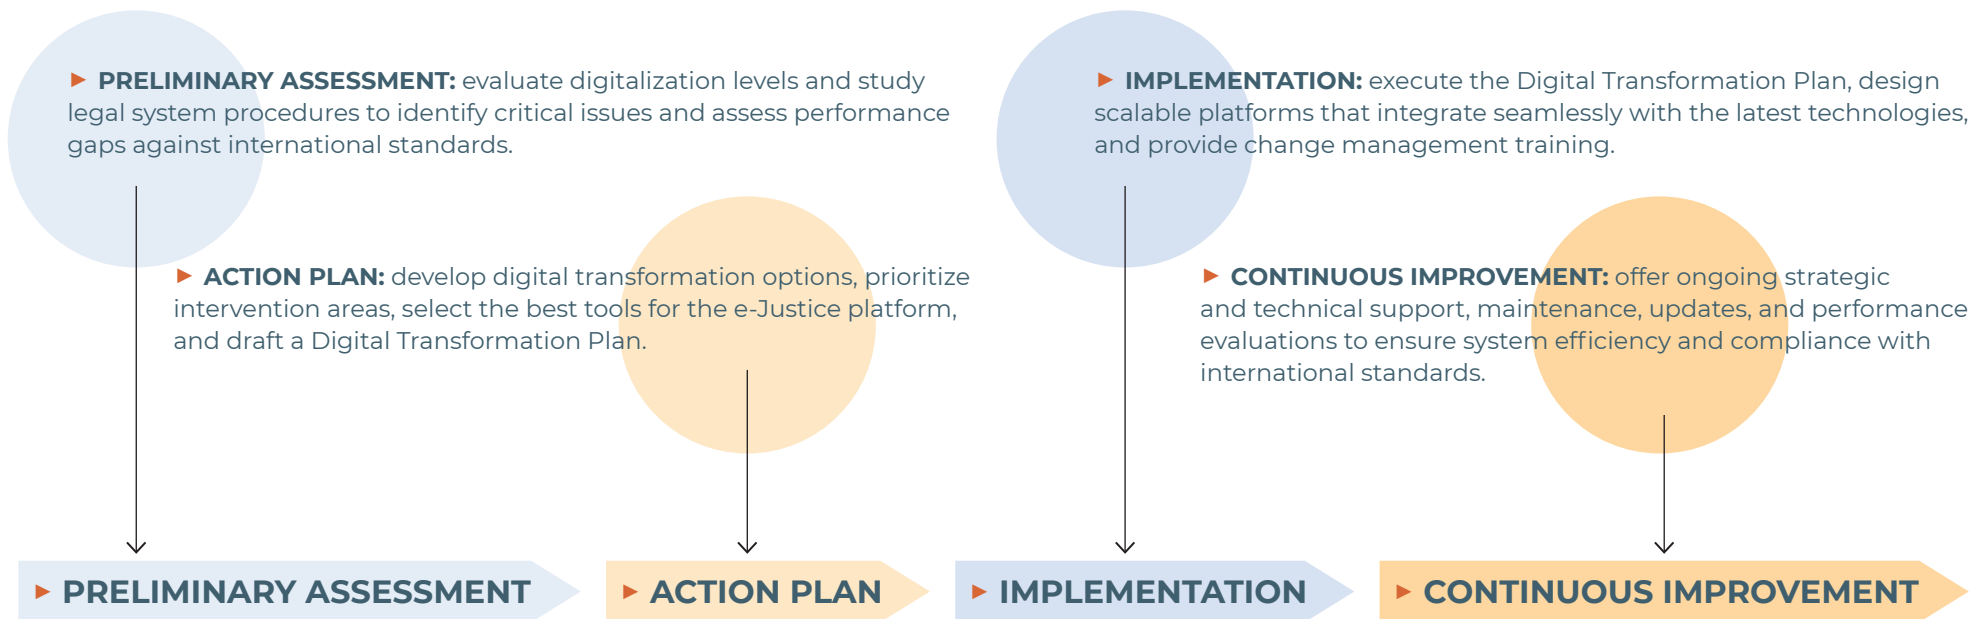 ► PRELIMINARY ASSESSMENT: evaluate digitalization levels and study
legal system procedures to identify critical issues and assess performance
gaps against international standards.
► ACTION PLAN: develop digital transformation options, prioritize
intervention areas, select the best tools for the e-Justice platform,
and draft a Digital Transformation Plan.
► IMPLEMENTATION: execute the Digital Transformation Plan, design
scalable platforms that integrate seamlessly with the latest technologies,
and provide change management training.
► CONTINUOUS IMPROVEMENT: offer ongoing strategic
and technical support, maintenance, updates, and performance
evaluations to ensure system efficiency and compliance with
international standards.
► PRELIMINARY ASSESSMENT
► ACTION PLAN
► IMPLEMENTATION
► CONTINUOUS IMPROVEMENT